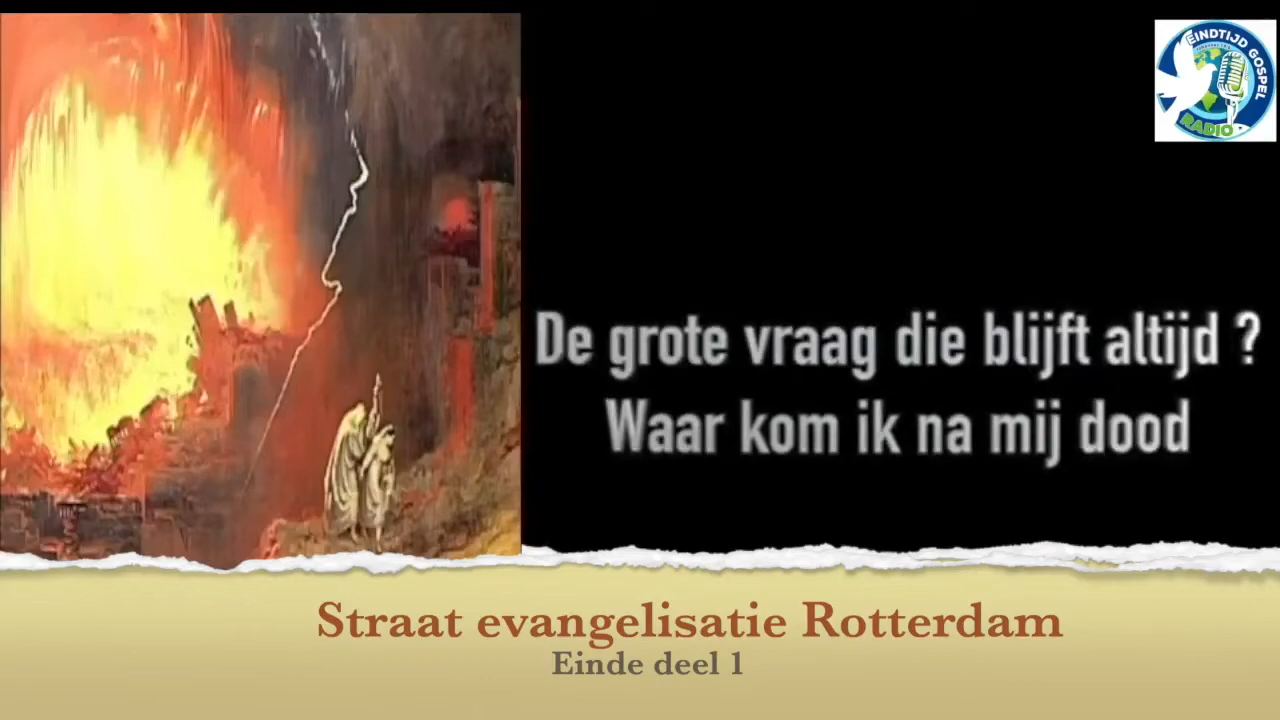 EINDTIJD GOSPEL
RADIO
De grote vraag die blijft altijd ?
Waar kom ik na mij dood
Straat evangelisatie Rotterdam
Einde deel 1